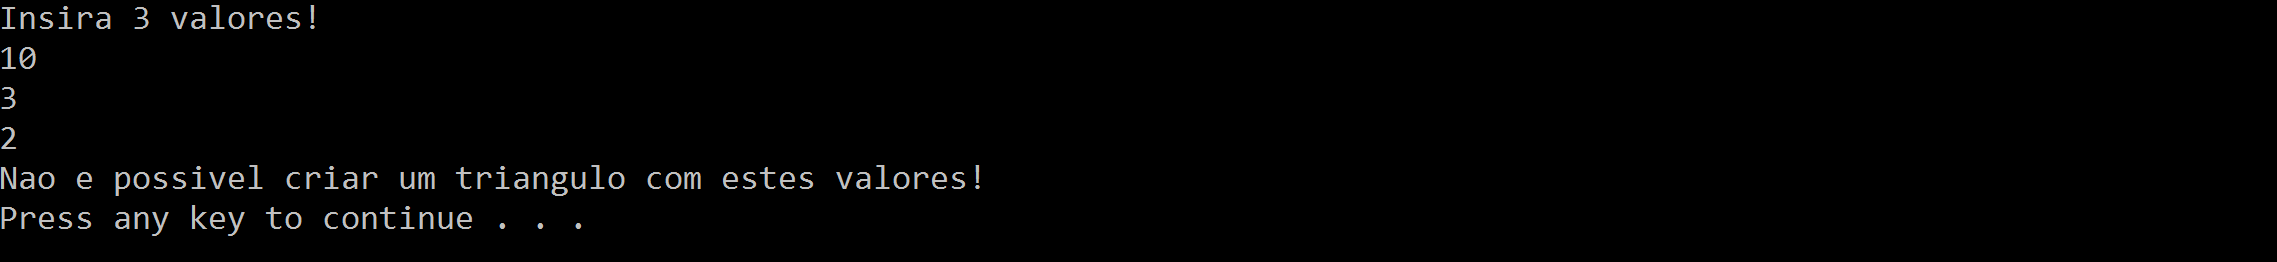 Insira 3 valores!
10
3
2
Nao e possivel criar um triangulo com estes valores!
Press any key to continue . . .